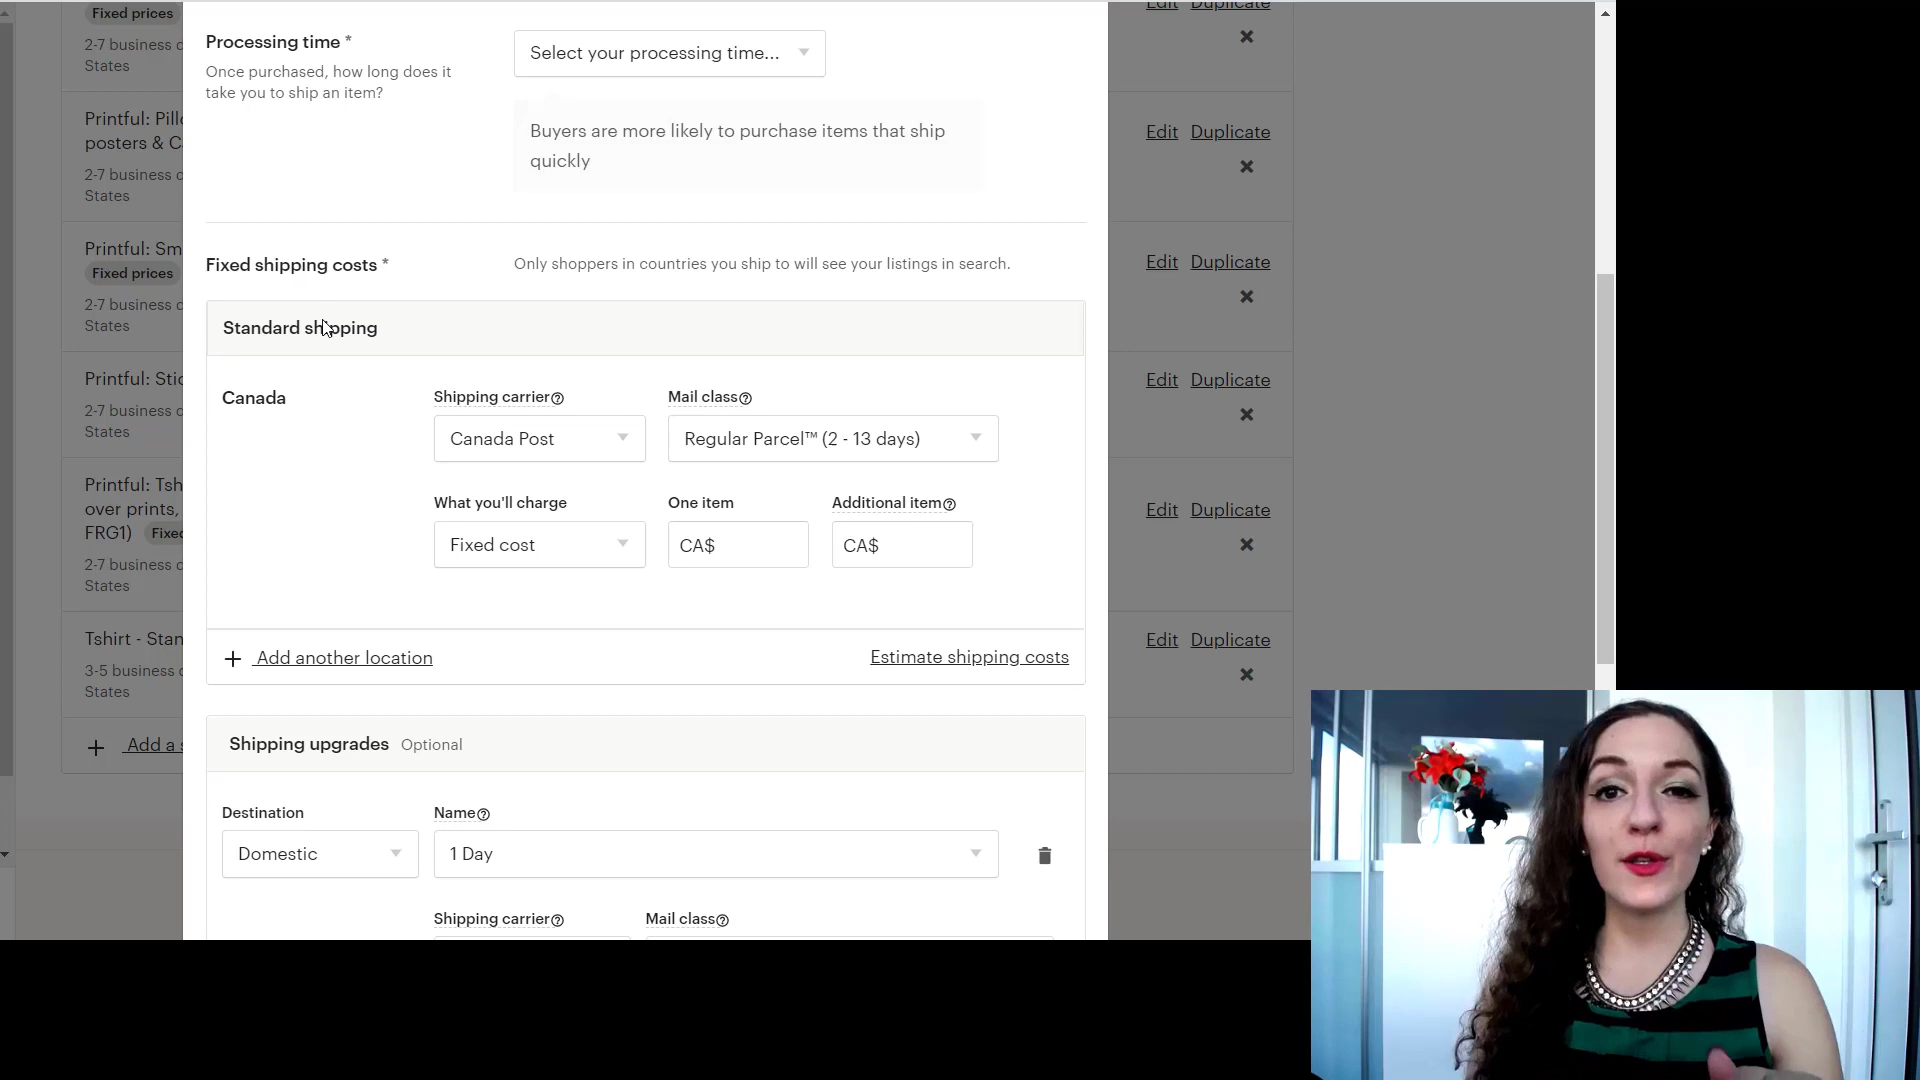 Fixed prices
2-7 business
States
Printful:
posters &
2-7 business
States
Printful:
Fixed prices
2-7 business
States
Printful:
2-7 business
States
Printful:
over prints,
FRG1)
2-7 business
States
Tshirt -
3-5 business
States
+ Add a
Processing time *
Once purchased, how long does it
take you to ship an item?
Select your processing time...
Buyers are more likely to purchase items that ship
quickly
Fixed shipping costs *
Only shoppers in countries you ship to will see your listings in search.
Standard shipping
Canada
Shipping carrier
Mail class
Canada Post
Regular Parcel™ (2 - 13 days)
What you'll charge
One item
Additional item
Fixed cost
CA$
CA$
+ Add another location
Estimate shipping costs
Shipping upgrades Optional
Destination
Name
Domestic
1 Day
Shipping carrier
Mail class
Edit Duplicate
Edit Duplicate
Edit Duplicate
Edit Duplicate
Edit Duplicate
Edit Duplicate